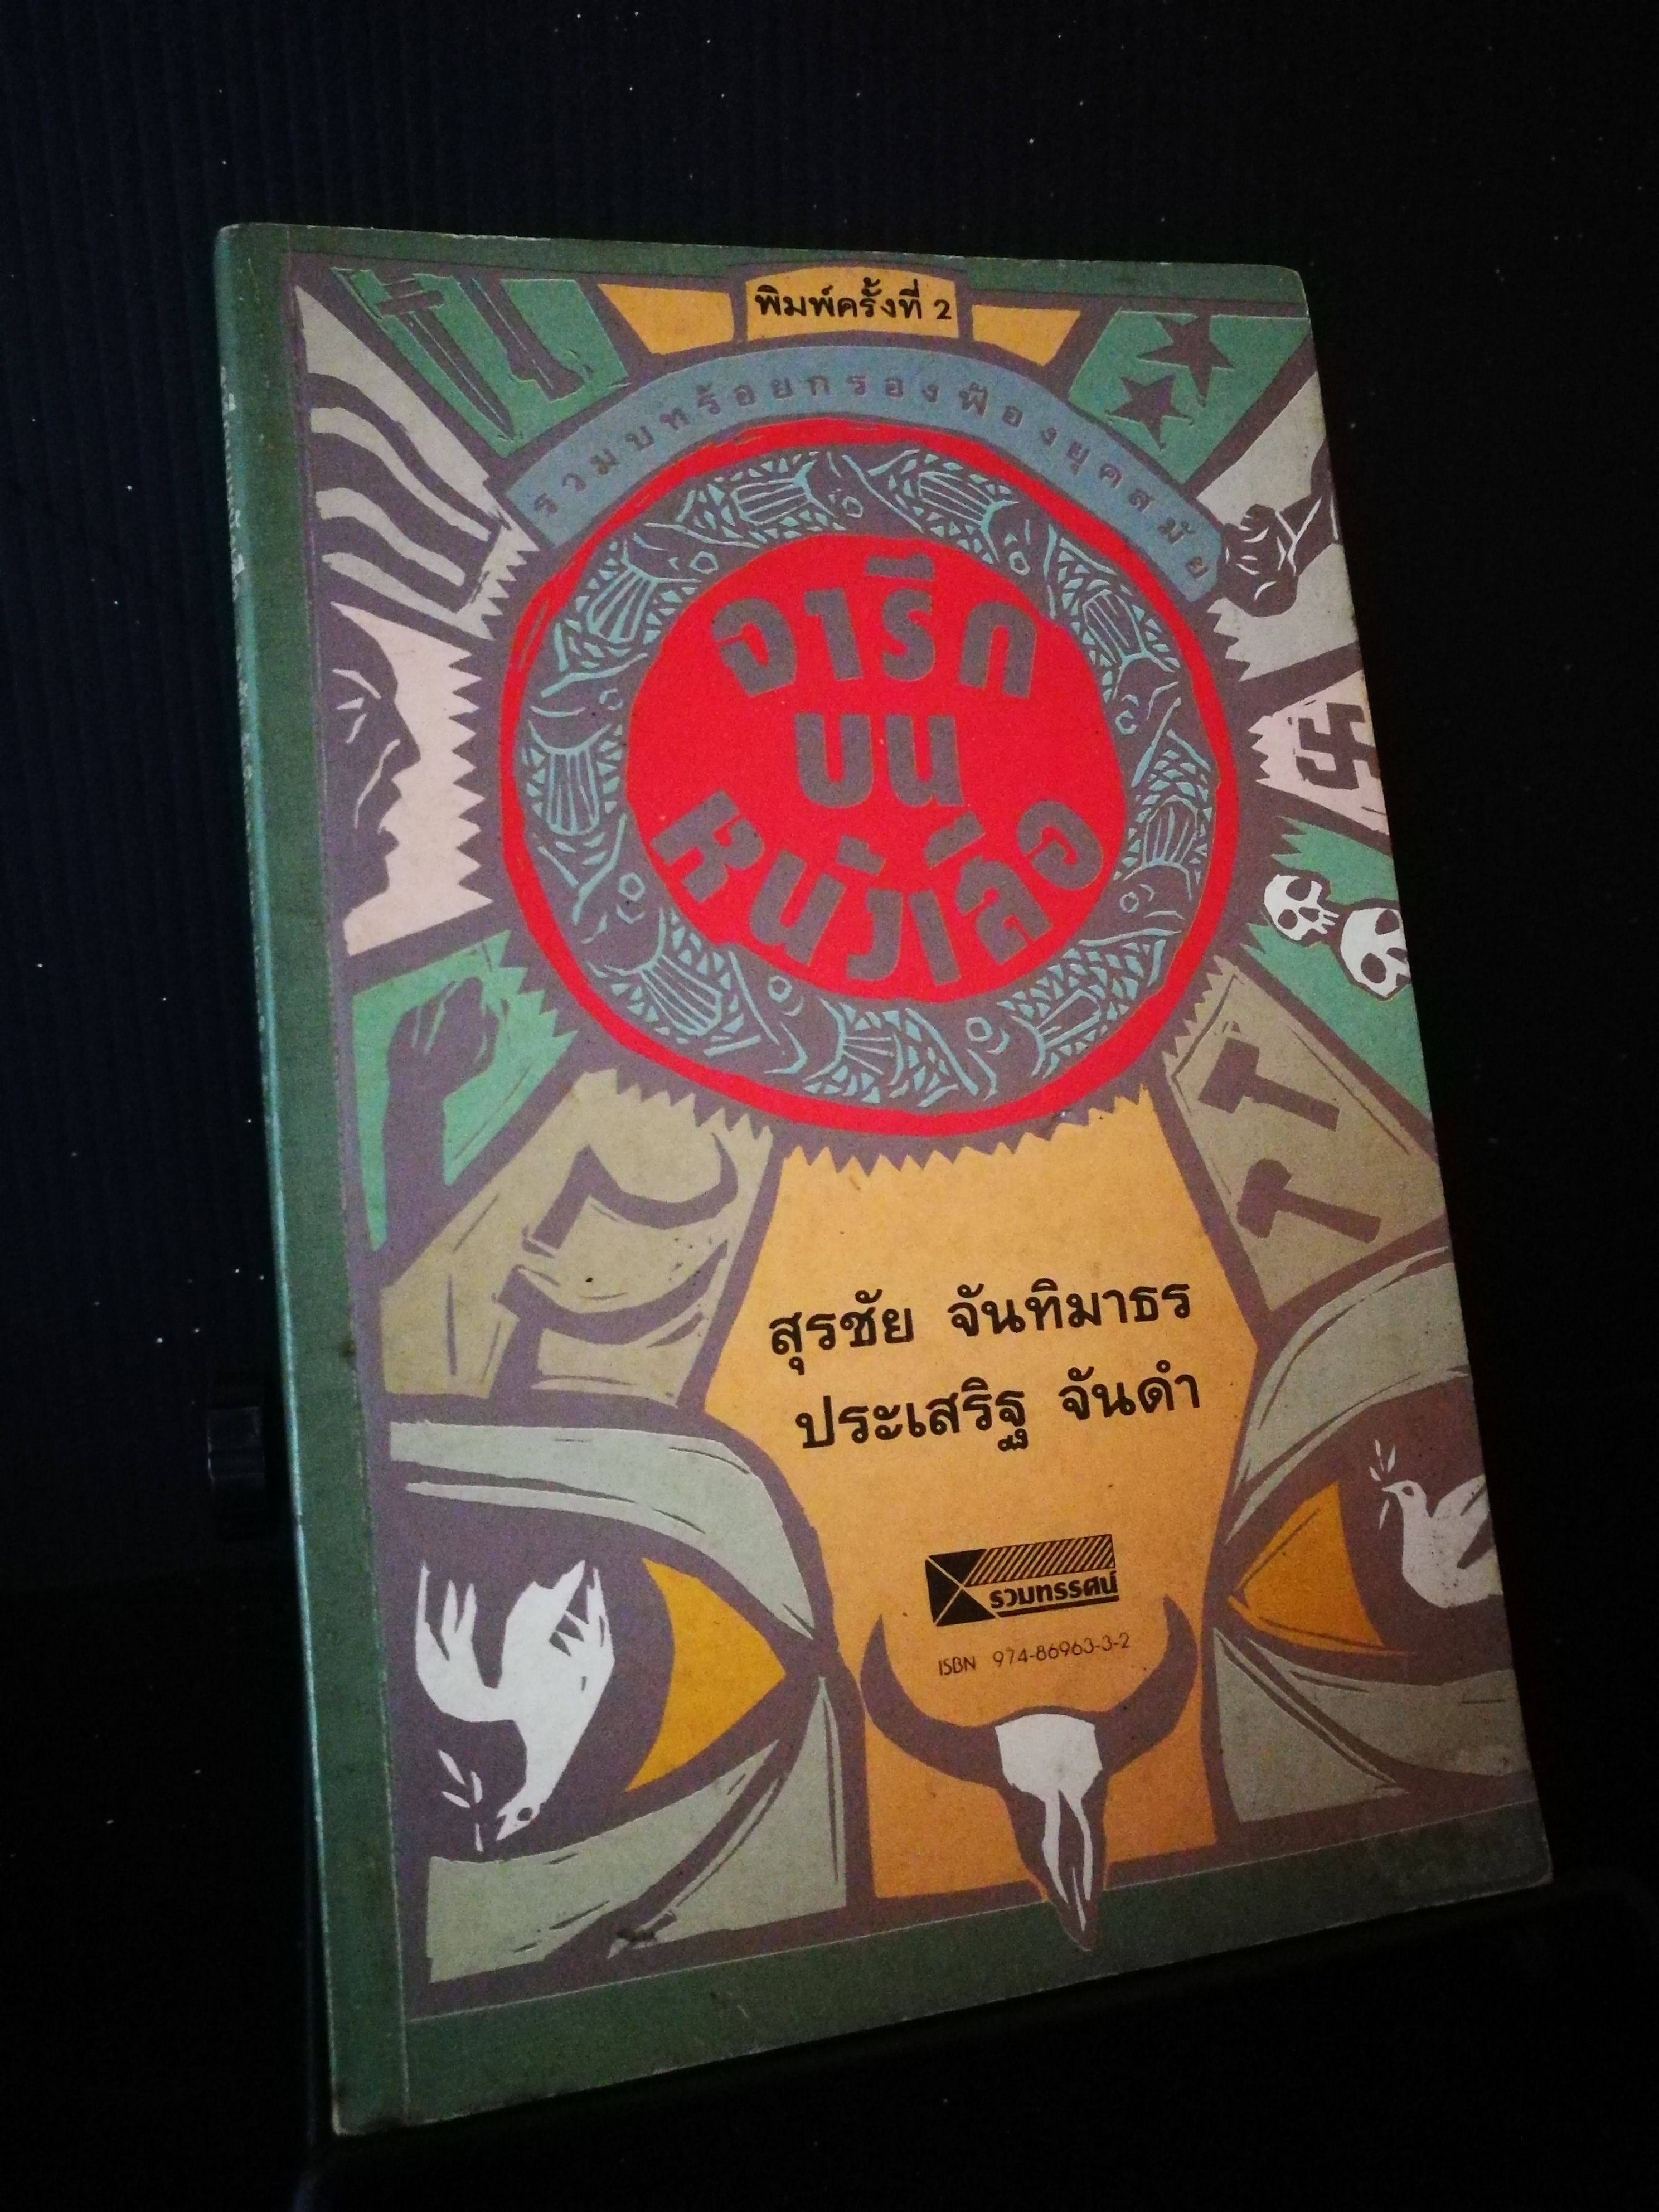 พิมพ์ครั้งที่ 2
รวมบทร้อยกรองฟ้องยุคสมัย
จารึก
บน
หนังเสือ
สุรชัย จันทิมาธร
ประเสริฐ จันดำ
รวมทรรศน์
ISBN 974-86963-3-2